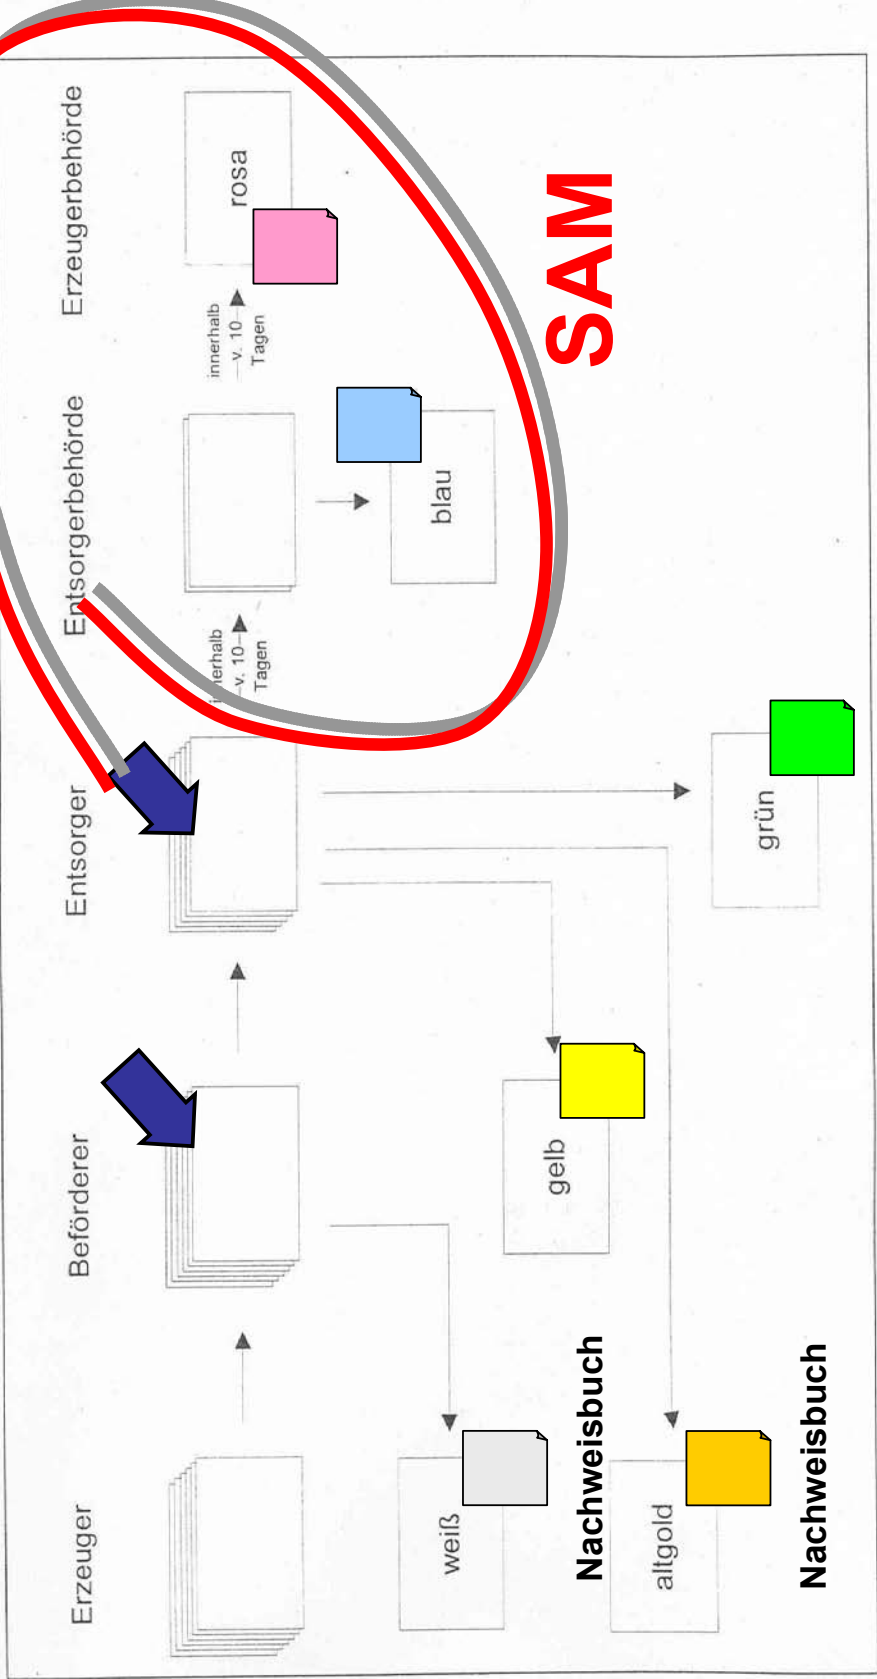 Erzeuger
Beförderer
Entsorger
Entsorgerbehörde
Erzeugerbehörde
innerhalb
v. 10
Tagen
innerhalb
v. 10
Tagen
rosa
weiß
gelb
blau
SAM
Nachweisbuch
altgold
grün
Nachweisbuch